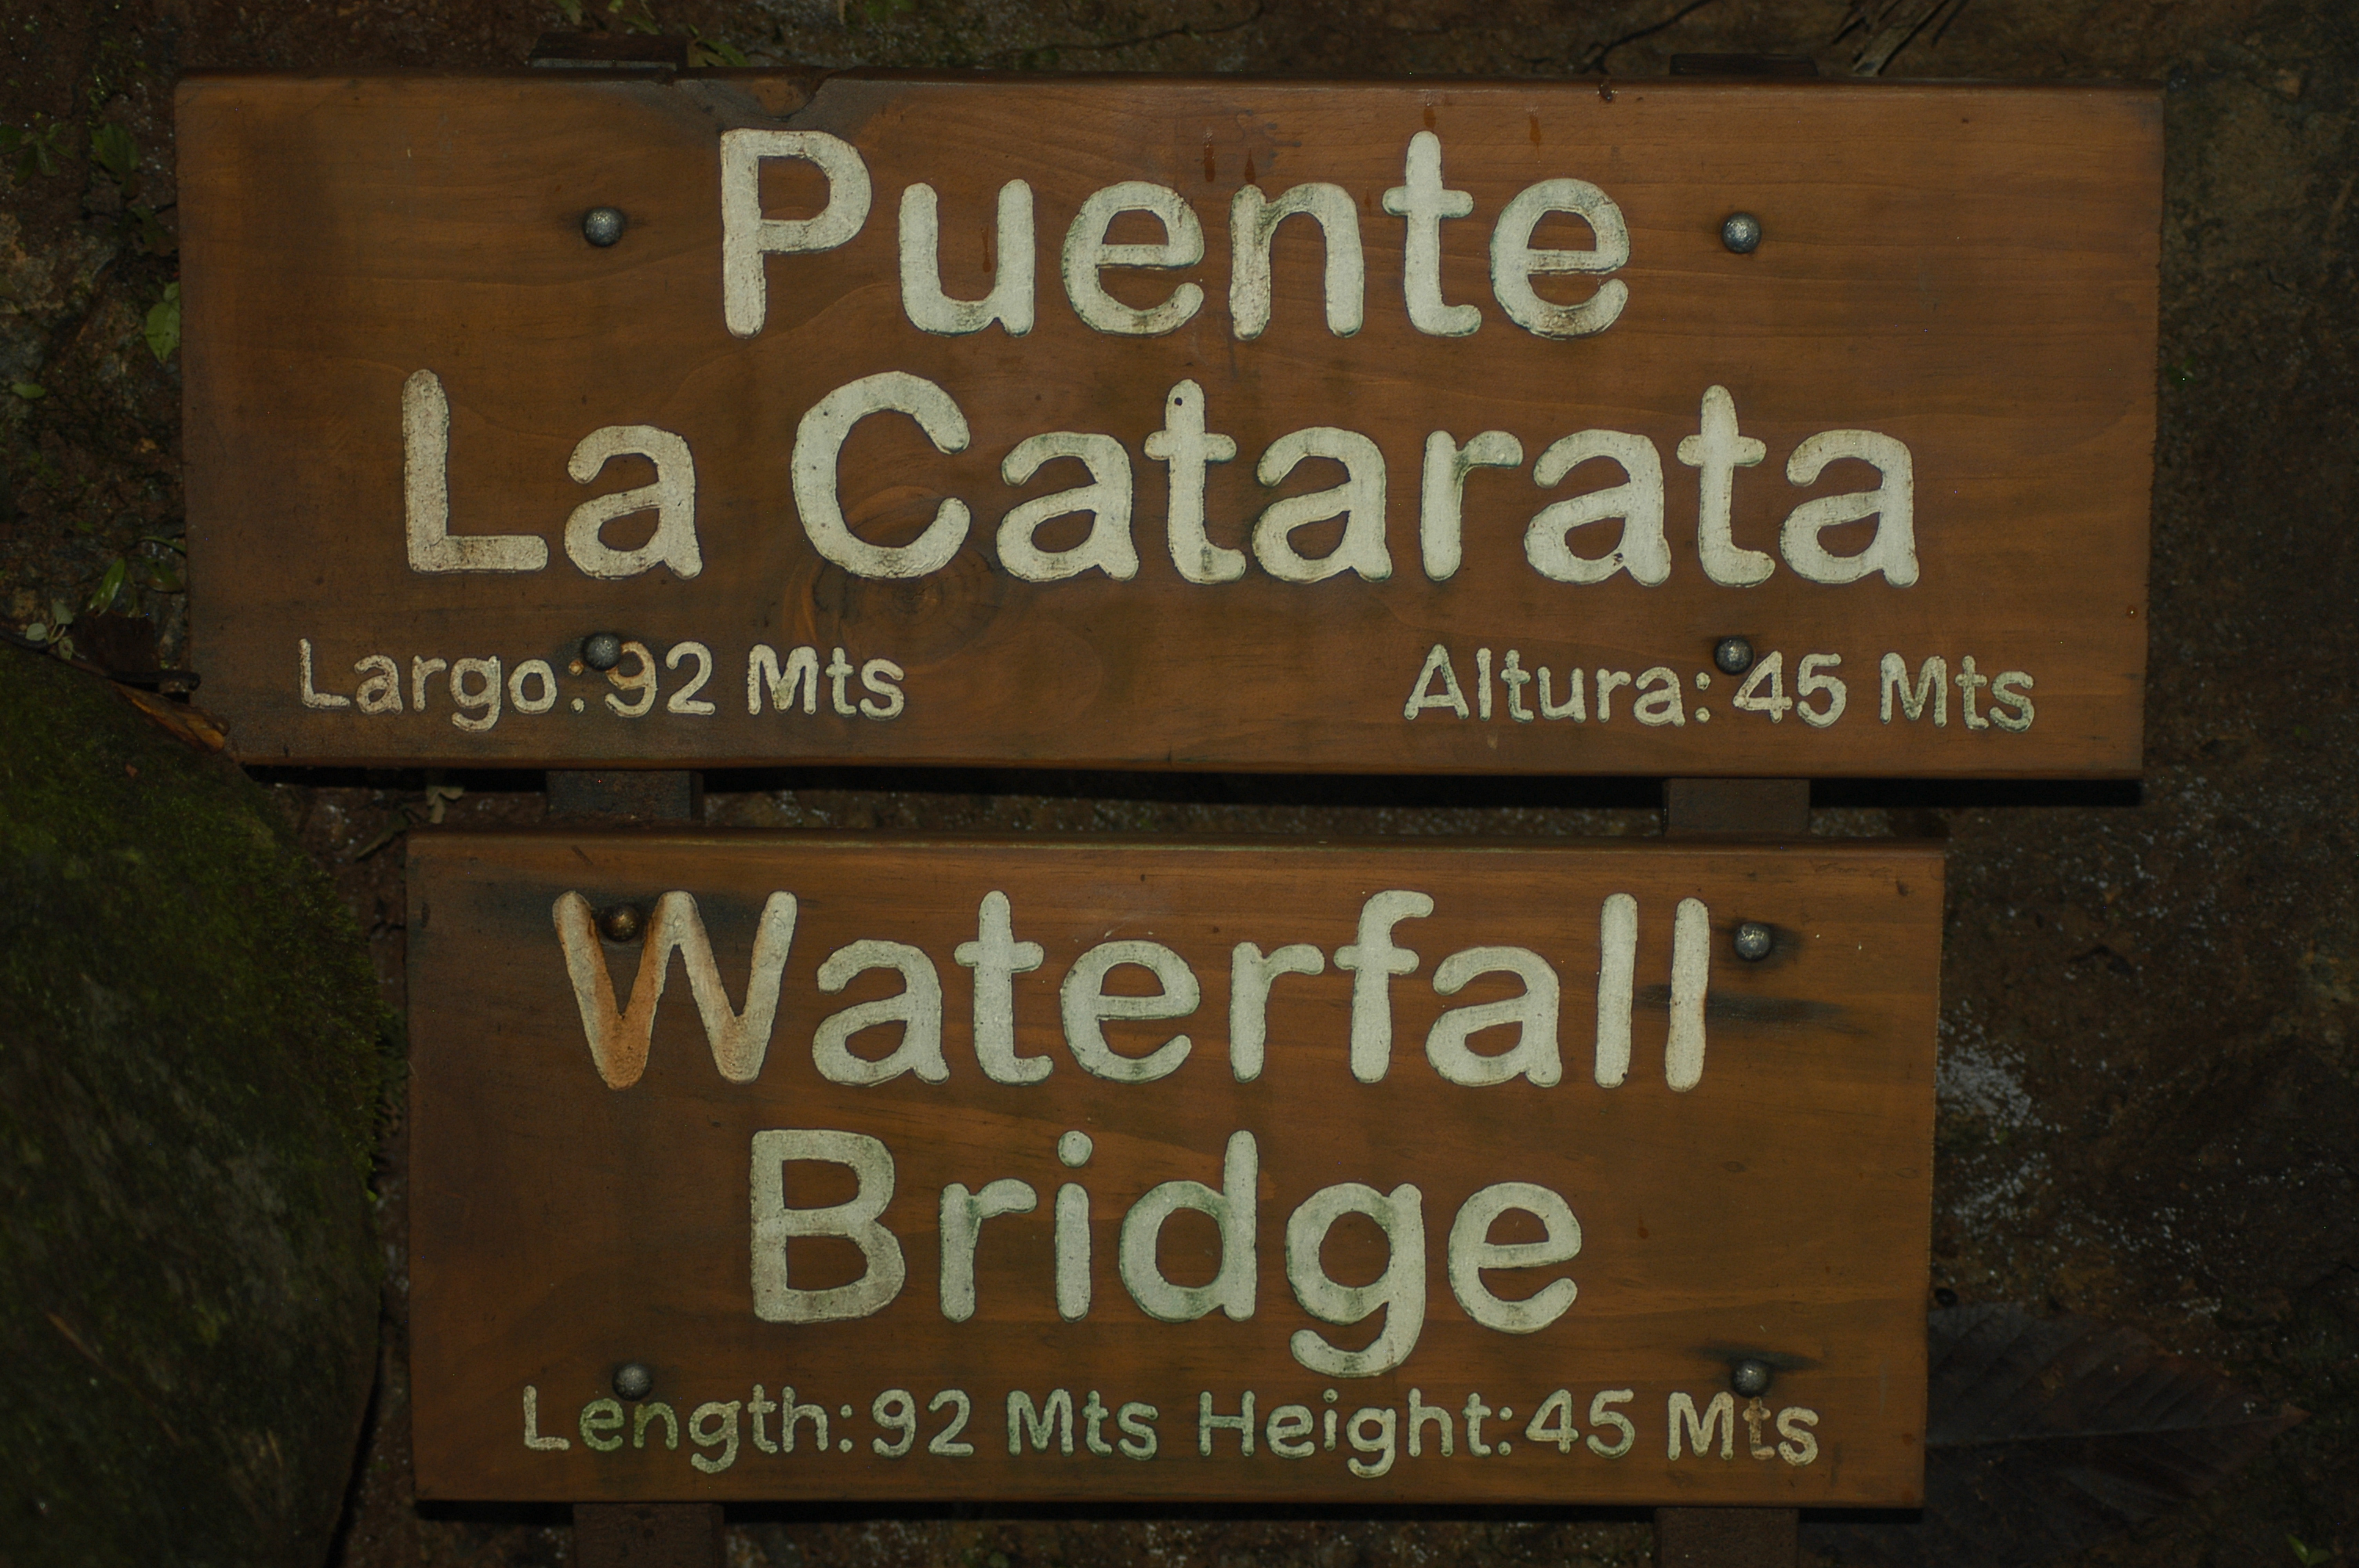 Puente
La Catarata
Largo: 92 Mts Altura: 45 Mts
Waterfall
Bridge
Length: 92 Mts Height: 45 Mts